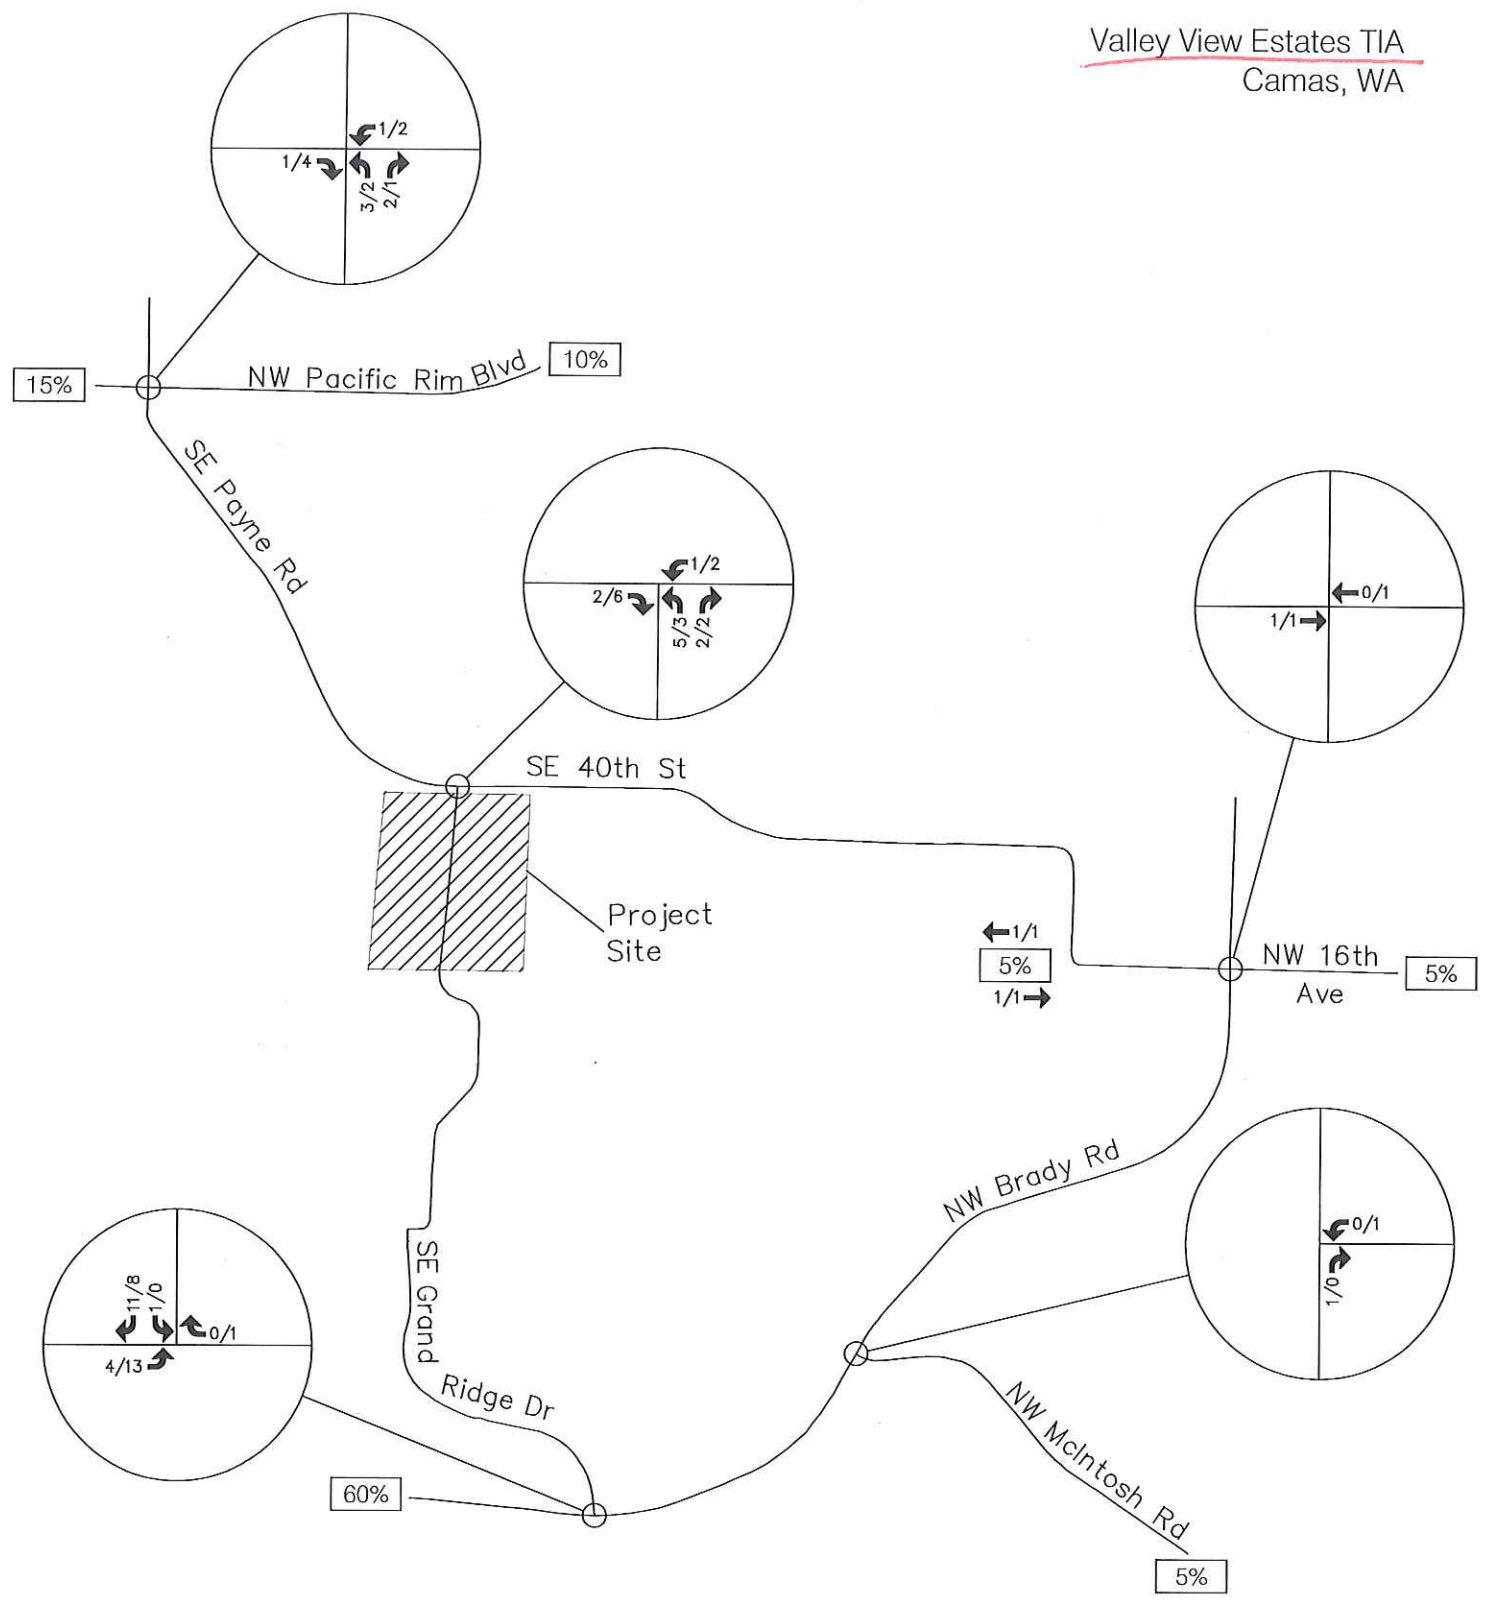 Valley View Estates TIA
Camas, WA
1/2
1/4
3/2
2/1
15%
NW Pacific Rim Blvd
10%
SE Payne Rd
1/2
2/6
5/3
2/2
0/1
1/1
SE 40th St
Project
Site
1/1
5%
1/1
NW 16th
Ave
5%
NW Brady Rd
0/1
1/0
11/8
1/0
0/1
4/13
SE Grand
Ridge Dr
60%
NW McIntosh Rd
5%